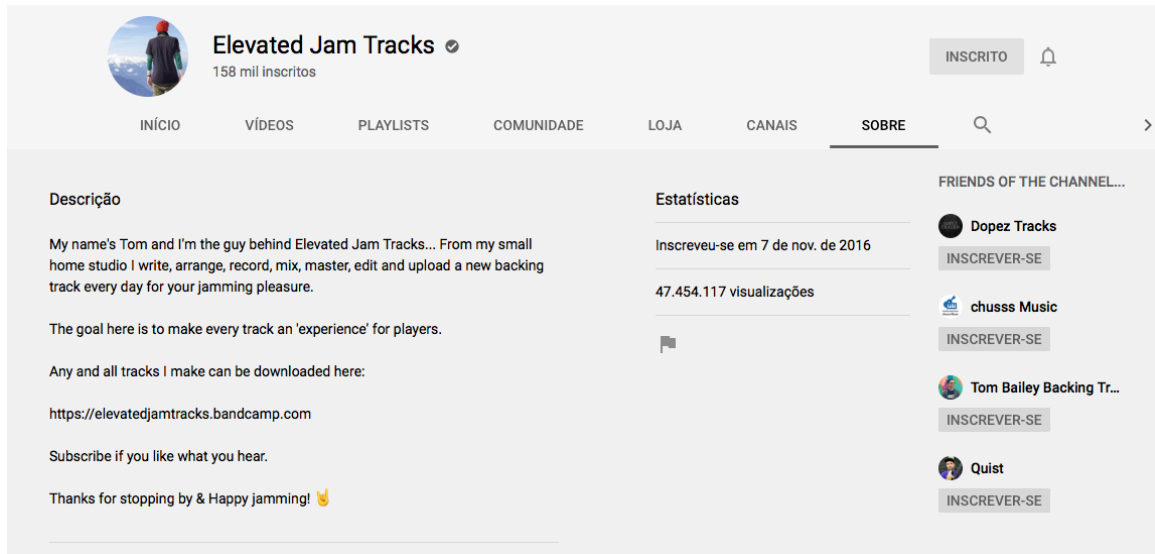 Elevated Jam Tracks
158 mil inscritos
INSCRITO
INÍCIO VÍDEOS PLAYLISTS COMUNIDADE LOJA CANAIS SOBRE
Descrição
My name's Tom and I'm the guy behind Elevated Jam Tracks... From my small
home studio I write, arrange, record, mix, master, edit and upload a new backing
track every day for your jamming pleasure.
The goal here is to make every track an 'experience' for players.
Any and all tracks I make can be downloaded here:
https://elevatedjamtracks.bandcamp.com
Subscribe if you like what you hear.
Thanks for stopping by & Happy jamming! 🤘
Estatísticas
Inscreveu-se em 7 de nov. de 2016
47.454.117 visualizações
FRIENDS OF THE CHANNEL...
Dopez Tracks
INSCREVER-SE
chusss Music
INSCREVER-SE
Tom Bailey Backing Tr...
INSCREVER-SE
Quist
INSCREVER-SE